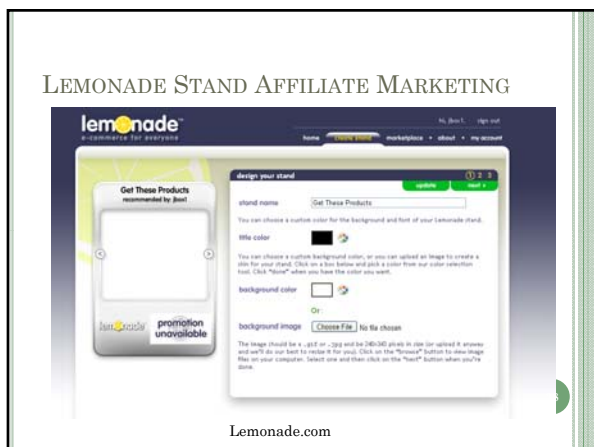 LEMONADE STAND AFFILIATE MARKETING
lemonade™
e-commerce for everyone
hi, jbox1. sign out
home create stand marketplace • about • my account
Get These Products
recommended by: jbox1
lemonade
promotion
unavailable
design your stand
1 2 3
update next
stand name Get These Products
You can choose a custom color for the background and font of your Lemonade stand.
title color
You can choose a custom background color, or you can upload an image to create a
skin for your stand. Click on a box below and pick a color from our color selection
tool. Click "done" when you have the color you want.
background color
Or
background image Choose File No file chosen
The image should be a .gif or .jpg and be 240x340 pixels in size (or upload it anyway
and we'll do our best to resize it for you). Click on the "browse" button to view image
files on your computer. Select one and then click on the "next" button when you're
done.
Lemonade.com